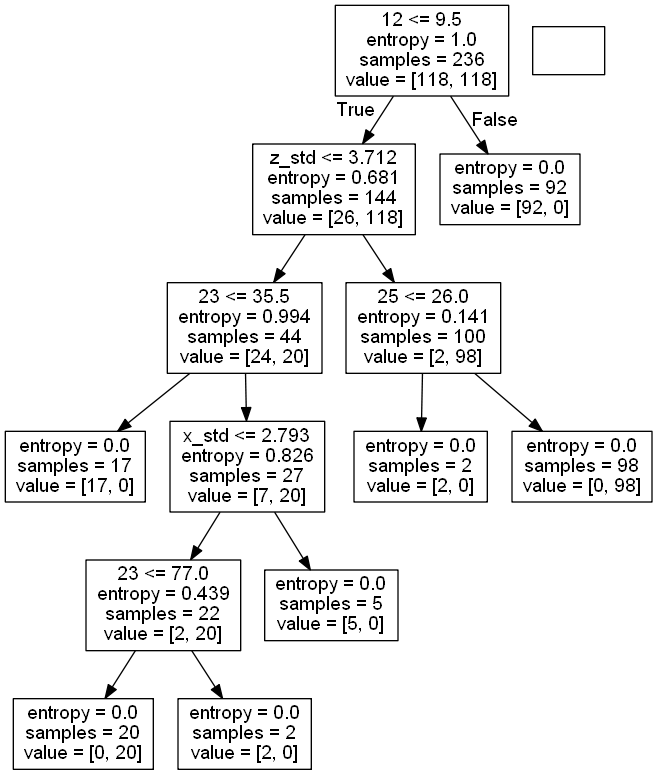 12 <= 9.5
entropy = 1.0
samples = 236
value = [118, 118]
True
False
z_std <= 3.712
entropy = 0.681
samples = 144
value = [26, 118]
entropy = 0.0
samples = 92
value = [92, 0]
23 <= 35.5
entropy = 0.994
samples = 44
value = [24, 20]
25 <= 26.0
entropy = 0.141
samples = 100
value = [2, 98]
entropy = 0.0
samples = 17
value = [17, 0]
x_std <= 2.793
entropy = 0.826
samples = 27
value = [7, 20]
entropy = 0.0
samples = 2
value = [2, 0]
entropy = 0.0
samples = 98
value = [0, 98]
23 <= 77.0
entropy = 0.439
samples = 22
value = [2, 20]
entropy = 0.0
samples = 5
value = [5, 0]
entropy = 0.0
samples = 20
value = [0, 20]
entropy = 0.0
samples = 2
value = [2, 0]